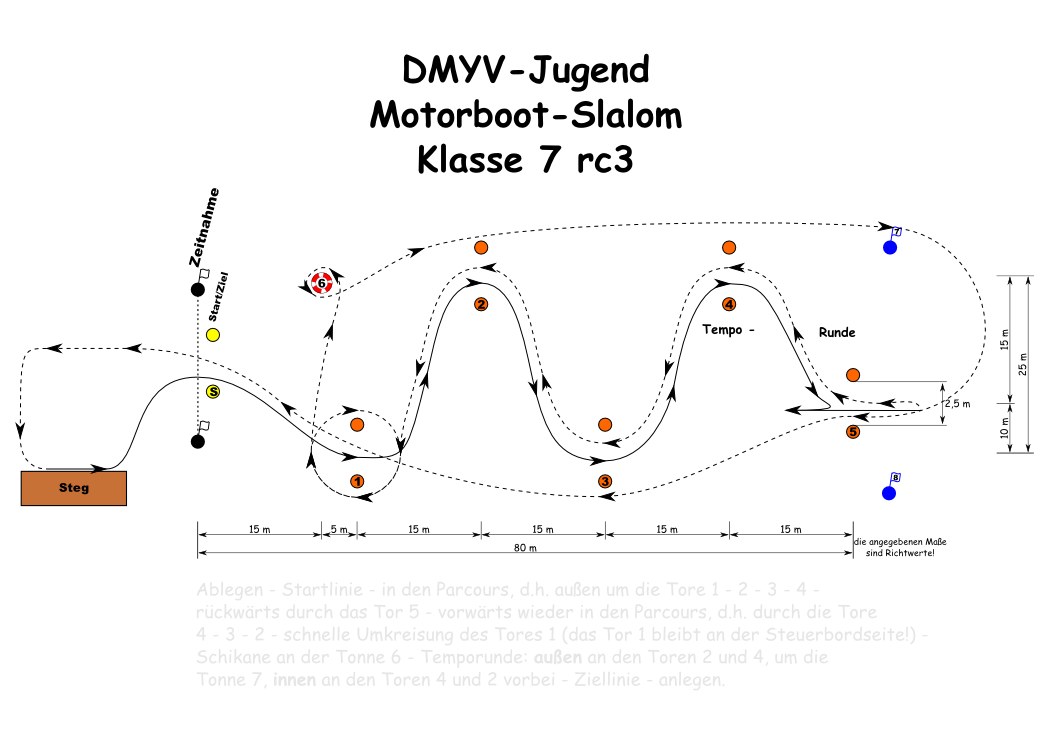 DMYV-Jugend
Motorboot-Slalom
Klasse 7 rc3
Zeitnahme
Start/Ziel
7
6
2
4
Tempo -
Runde
15 m
25 m
S
2,5 m
10 m
5
1
3
8
Steg
15 m
5 m
15 m
15 m
15 m
15 m
80 m
die angegebenen Maße
sind Richtwerte!
Ablegen - Startlinie - in den Parcours, d.h. außen um die Tore 1 - 2 - 3 - 4 -
rückwärts durch das Tor 5 - vorwärts wieder in den Parcours, d.h. durch die Tore
4 - 3 - 2 - schnelle Umkreisung des Tores 1 (das Tor 1 bleibt an der Steuerbordseite!) -
Schikane an der Tonne 6 - Temporunde: außen an den Toren 2 und 4, um die
Tonne 7, innen an den Toren 4 und 2 vorbei - Ziellinie - anlegen.